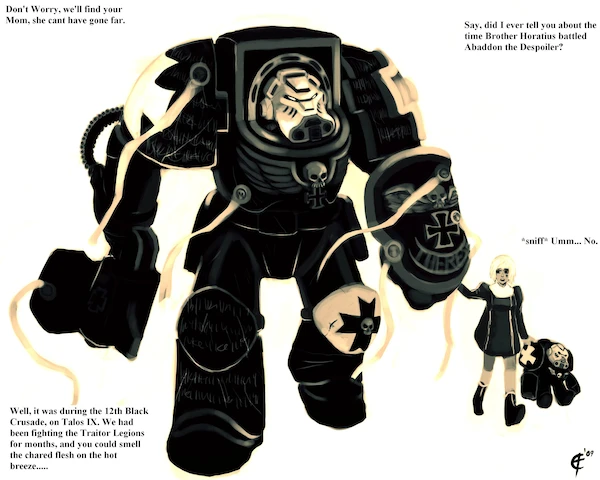 Don't Worry, we'll find your
Mom, she cant have gone far.
Say, did I ever tell you about the
time Brother Horatius battled
Abaddon the Despoiler?
*sniff* Umm... No.
Well, it was during the 12th Black
Crusade, on Talos IX. We had
been fighting the Traitor Legions
for months, and you could smell
the chared flesh on the hot
breeze.....
'09